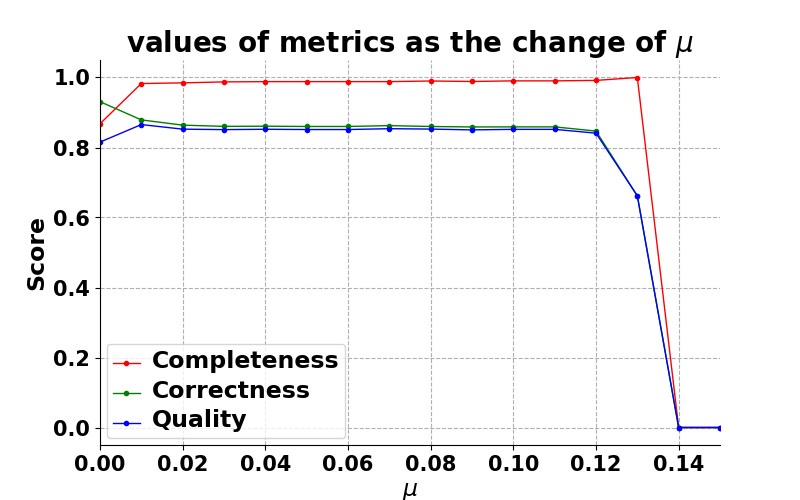 values of metrics as the change of μ
1.0
0.8
0.6
0.4
0.2
0.0
Score
Completeness
Correctness
Quality
0.00 0.02 0.04 0.06 0.08 0.10 0.12 0.14
μ